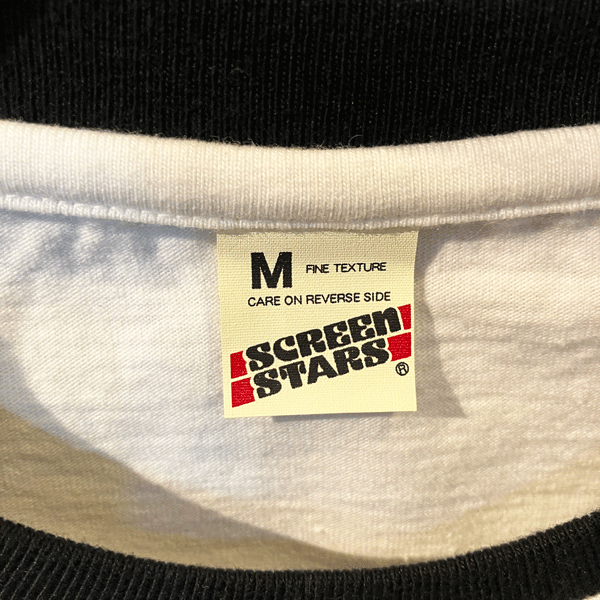 M FINE TEXTURE
CARE ON REVERSE SIDE
SCREEN
STARS ®